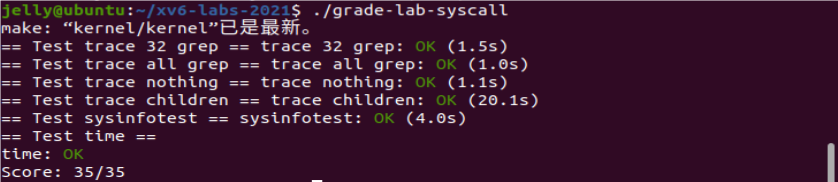 jelly@ubuntu:~/xv6-labs-2021$ ./grade-lab-syscall
make: “kernel/kernel”已是最新。
== Test trace 32 grep == trace 32 grep: OK (1.5s)
== Test trace all grep == trace all grep: OK (1.0s)
== Test trace nothing == trace nothing: OK (1.1s)
== Test trace children == trace children: OK (20.1s)
== Test sysinfotest == sysinfotest: OK (4.0s)
== Test time ==
time: OK
Score: 35/35